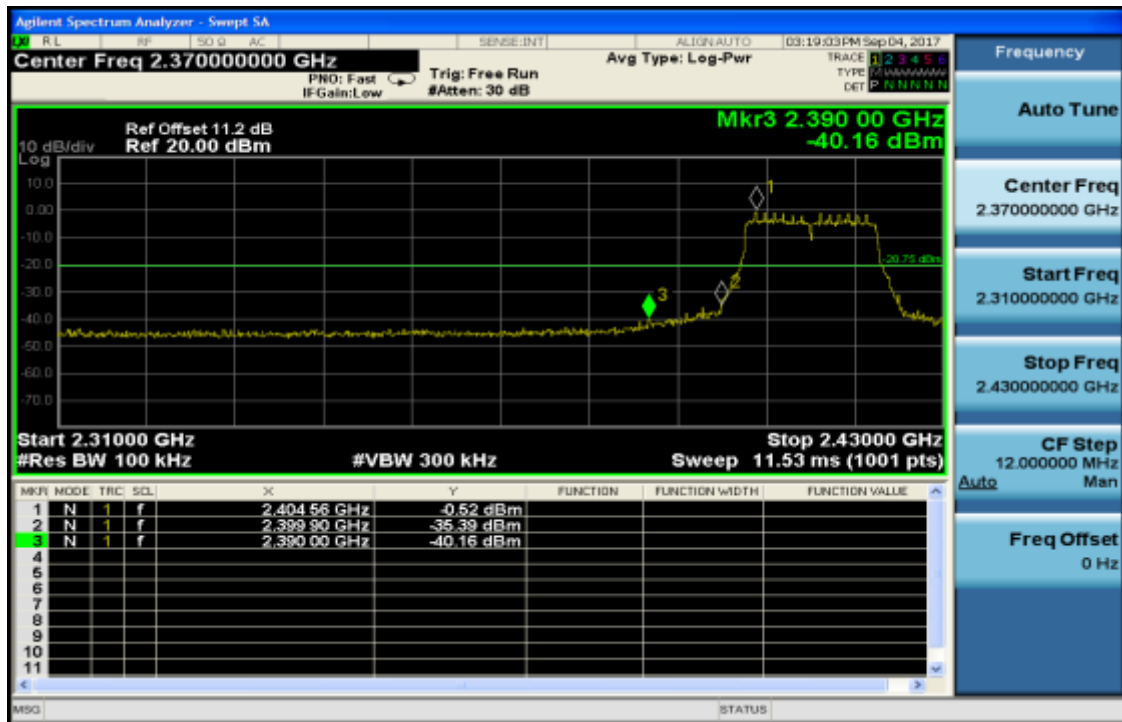 Agilent Spectrum Analyzer - Swept SA
RL RF 50 Ω AC SENSE:INT ALIGN AUTO 03:19:03 PM Sep 04, 2017
Center Freq 2.370000000 GHz
PNO: Fast
IFGain:Low
Trig: Free Run
#Atten: 30 dB
Avg Type: Log-Pwr
TRACE 1 2 3 4 5 6
TYPE
DET P N N N N N
Mkr3 2.390 00 GHz
-40.16 dBm
Ref Offset 11.2 dB
10 dB/div Ref 20.00 dBm
Log
10.0
0.00
-10.0
-20.0
-30.0
-40.0
-50.0
-60.0
-70.0
1
2
3
-20.75 dBm
Start 2.31000 GHz Stop 2.43000 GHz
#Res BW 100 kHz #VBW 300 kHz Sweep 11.53 ms (1001 pts)
MKR MODE TRC SCL X Y FUNCTION FUNCTION WIDTH FUNCTION VALUE
1 N 1 f 2.404 56 GHz -0.52 dBm
2 N 1 f 2.399 90 GHz -35.39 dBm
3 N 1 f 2.390 00 GHz -40.16 dBm
4
5
6
7
8
9
10
11
MSG STATUS
Frequency
Auto Tune
Center Freq
2.370000000 GHz
Start Freq
2.310000000 GHz
Stop Freq
2.430000000 GHz
CF Step
12.000000 MHz
Auto Man
Freq Offset
0 Hz